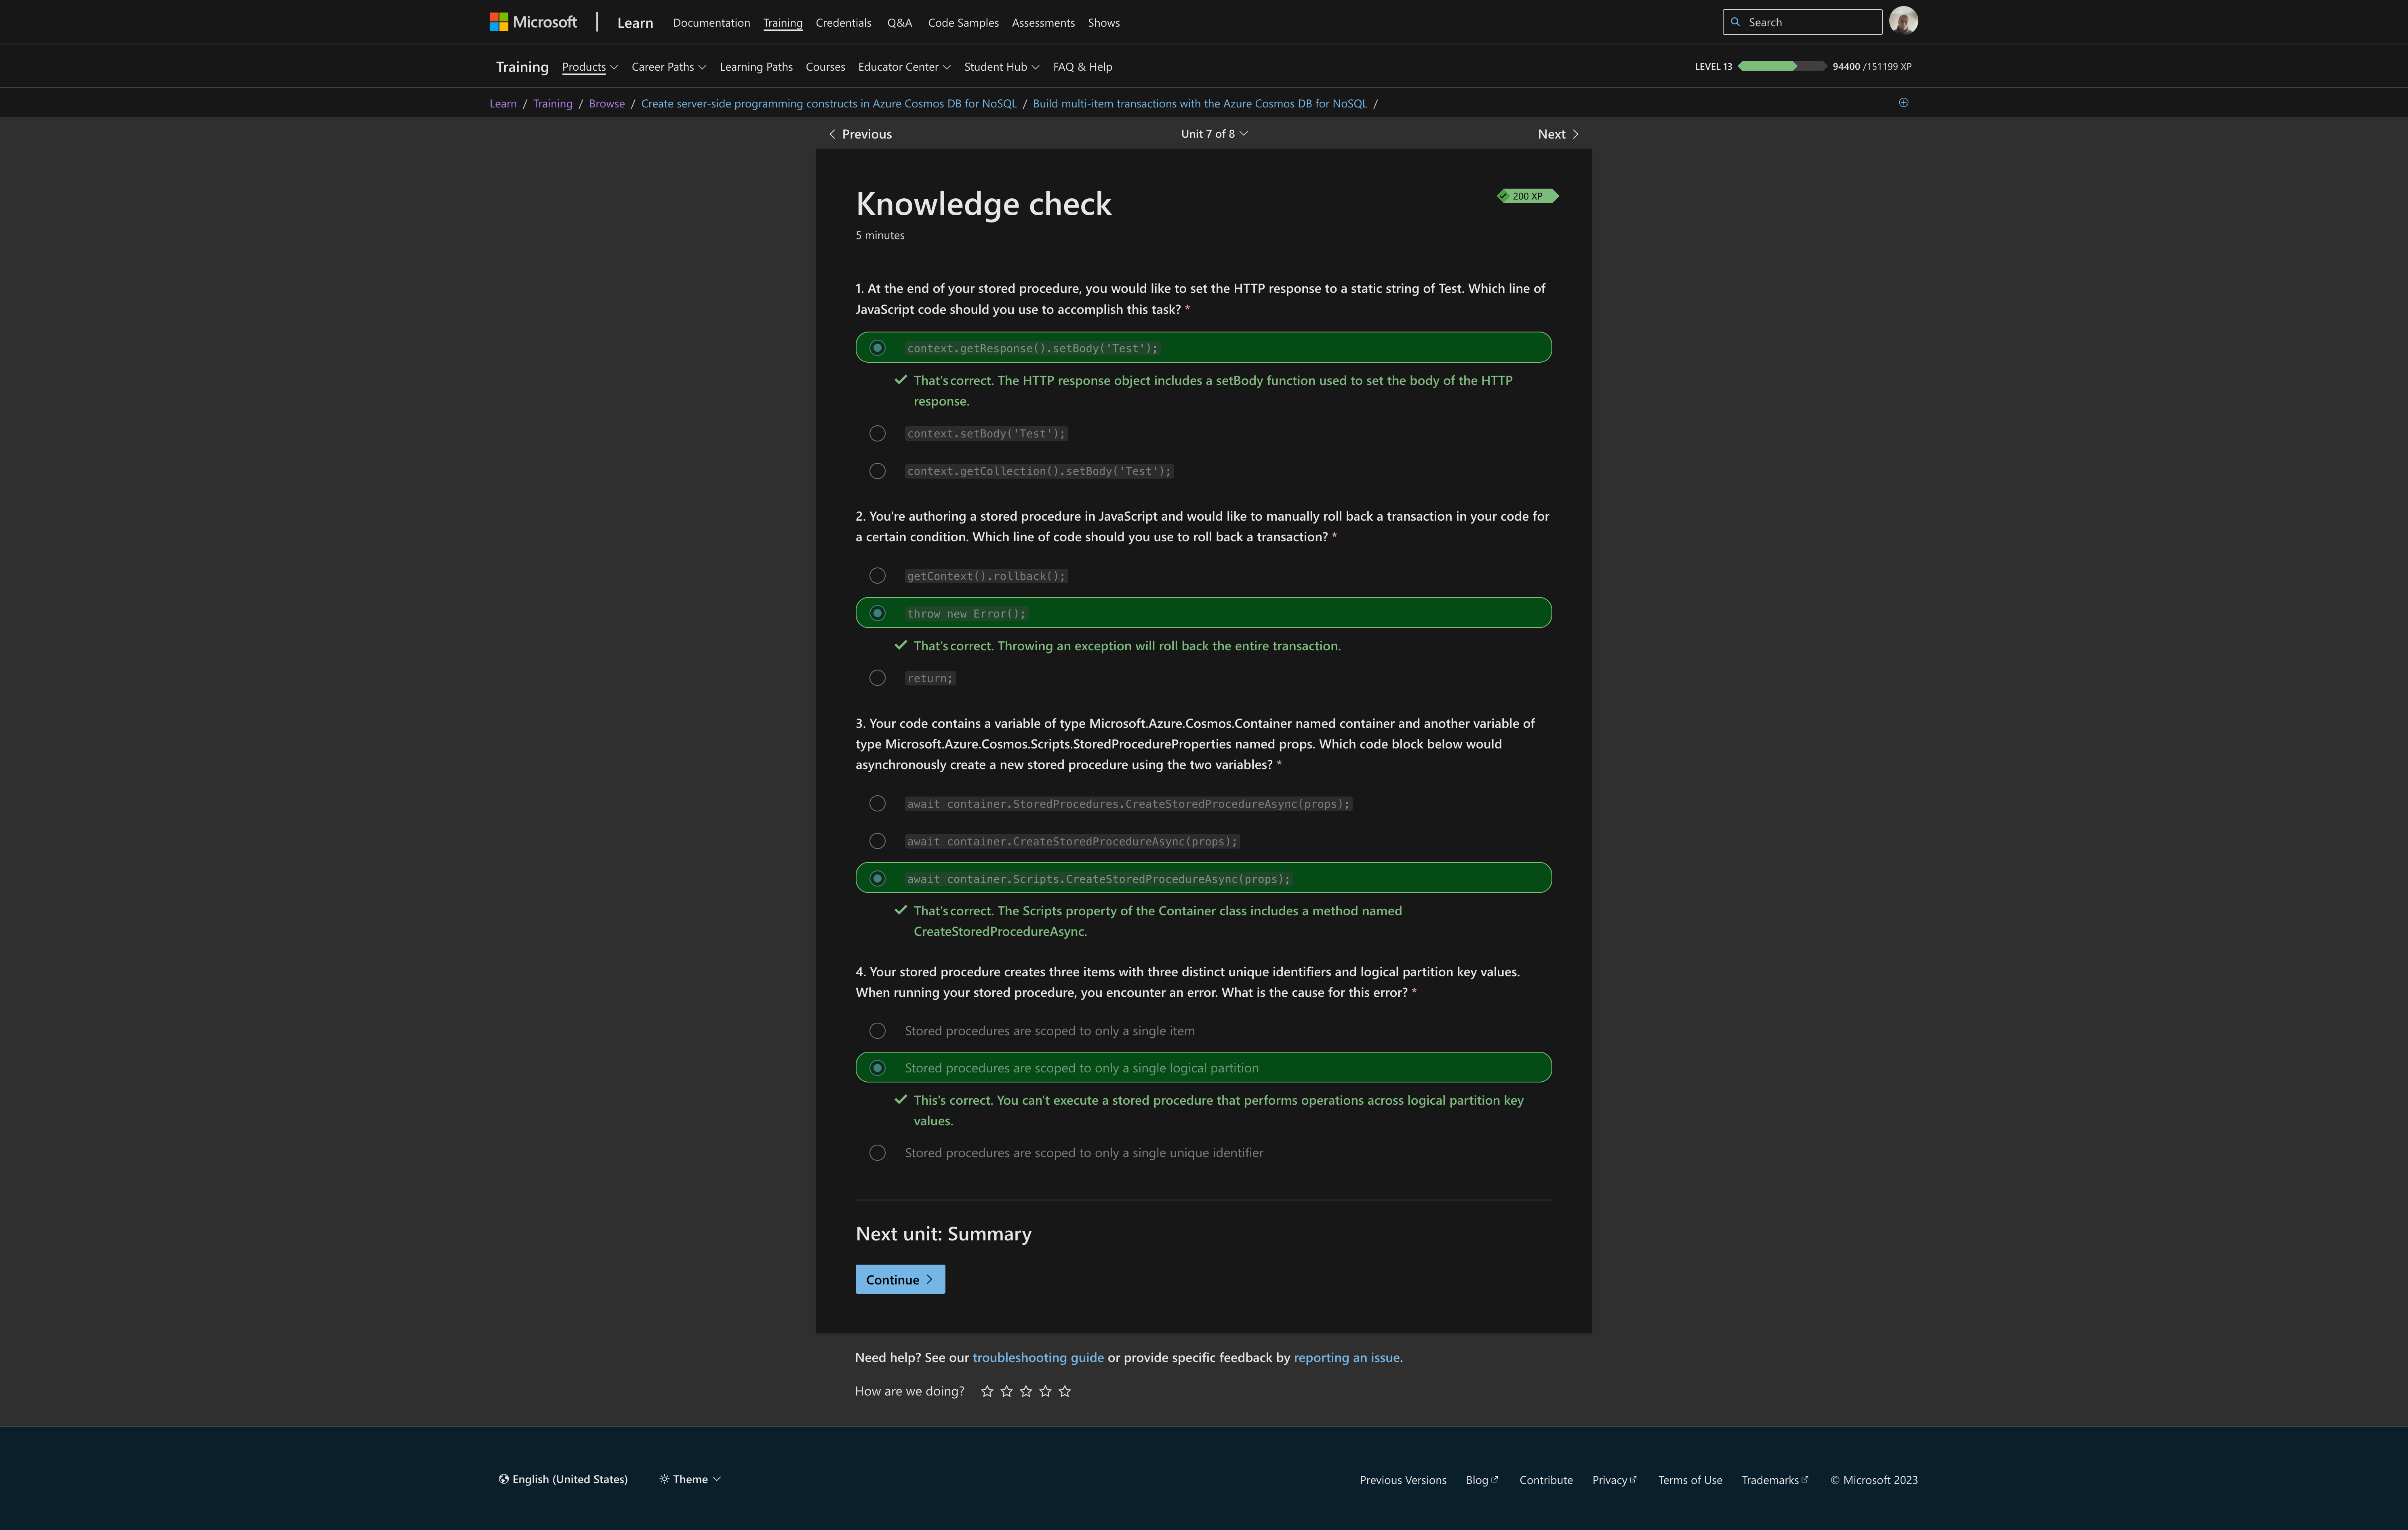 Microsoft Learn Documentation Training Credentials Q&A Code Samples Assessments Shows Search
Training Products Career Paths Learning Paths Courses Educator Center Student Hub FAQ & Help LEVEL 13 94400 /151199 XP
Learn / Training / Browse / Create server-side programming constructs in Azure Cosmos DB for NoSQL / Build multi-item transactions with the Azure Cosmos DB for NoSQL /
Previous Unit 7 of 8 Next
Knowledge check
200 XP
5 minutes
1. At the end of your stored procedure, you would like to set the HTTP response to a static string of Test. Which line of
JavaScript code should you use to accomplish this task? *
context.getResponse().setBody('Test');
That's correct. The HTTP response object includes a setBody function used to set the body of the HTTP
response.
context.setBody('Test');
context.getCollection().setBody('Test');
2. You're authoring a stored procedure in JavaScript and would like to manually roll back a transaction in your code for
a certain condition. Which line of code should you use to roll back a transaction? *
getContext().rollback();
throw new Error();
That's correct. Throwing an exception will roll back the entire transaction.
return;
3. Your code contains a variable of type Microsoft.Azure.Cosmos.Container named container and another variable of
type Microsoft.Azure.Cosmos.Scripts.StoredProcedureProperties named props. Which code block below would
asynchronously create a new stored procedure using the two variables? *
await container.StoredProcedures.CreateStoredProcedureAsync(props);
await container.CreateStoredProcedureAsync(props);
await container.Scripts.CreateStoredProcedureAsync(props);
That's correct. The Scripts property of the Container class includes a method named
CreateStoredProcedureAsync.
4. Your stored procedure creates three items with three distinct unique identifiers and logical partition key values.
When running your stored procedure, you encounter an error. What is the cause for this error? *
Stored procedures are scoped to only a single item
Stored procedures are scoped to only a single logical partition
This's correct. You can't execute a stored procedure that performs operations across logical partition key
values.
Stored procedures are scoped to only a single unique identifier
Next unit: Summary
Continue
Need help? See our troubleshooting guide or provide specific feedback by reporting an issue.
How are we doing?
English (United States) Theme Previous Versions Blog Contribute Privacy Terms of Use Trademarks © Microsoft 2023